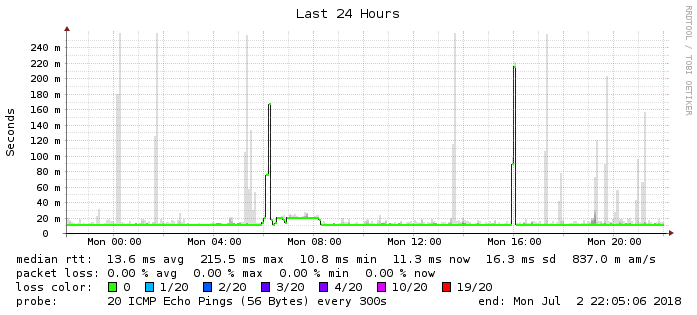 Last 24 Hours
RRDTOOL / TOBI OETIKER
Seconds
240 m
220 m
200 m
180 m
160 m
140 m
120 m
100 m
80 m
60 m
40 m
20 m
0
Mon 00:00 Mon 04:00 Mon 08:00 Mon 12:00 Mon 16:00 Mon 20:00
median rtt: 13.6 ms avg 215.5 ms max 10.8 ms min 11.3 ms now 16.3 ms sd 837.0 m am/s
packet loss: 0.00 % avg 0.00 % max 0.00 % min 0.00 % now
loss color: 0 1/20 2/20 3/20 4/20 10/20 19/20
probe: 20 ICMP Echo Pings (56 Bytes) every 300s end: Mon Jul 2 22:05:06 2018